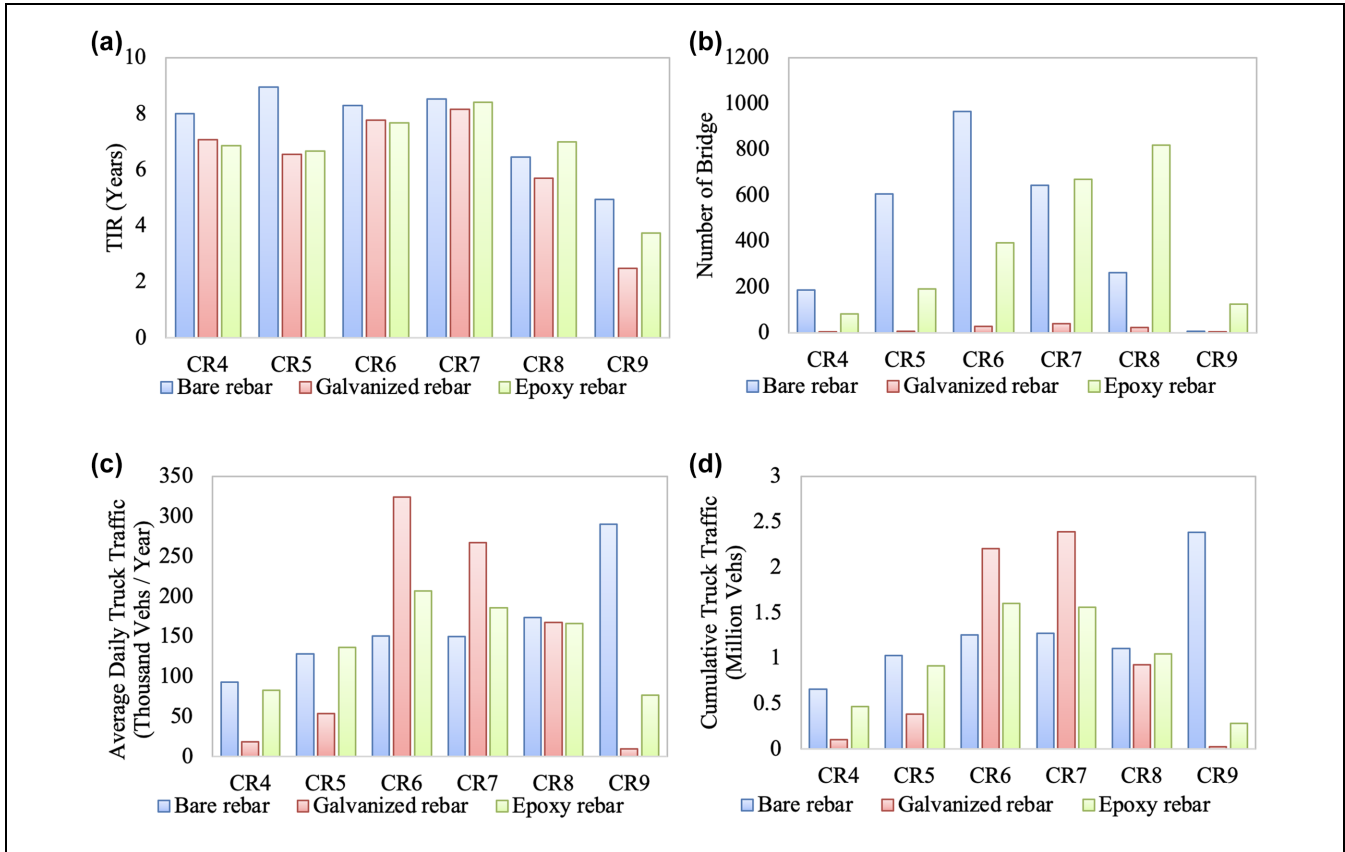 (a)
10
8
6
4
2
0
TIR (Years)
CR4 CR5 CR6 CR7 CR8 CR9
Bare rebar Galvanized rebar Epoxy rebar
(b)
1200
1000
800
600
400
200
0
Number of Bridge
CR4 CR5 CR6 CR7 CR8 CR9
Bare rebar Galvanized rebar Epoxy rebar
(c)
350
300
250
200
150
100
50
0
Average Daily Truck Traffic
(Thousand Vehs / Year)
CR4 CR5 CR6 CR7 CR8 CR9
Bare rebar Galvanized rebar Epoxy rebar
(d)
3
2.5
2
1.5
1
0.5
0
Cumulative Truck Traffic
(Million Vehs)
CR4 CR5 CR6 CR7 CR8 CR9
Bare rebar Galvanized rebar Epoxy rebar